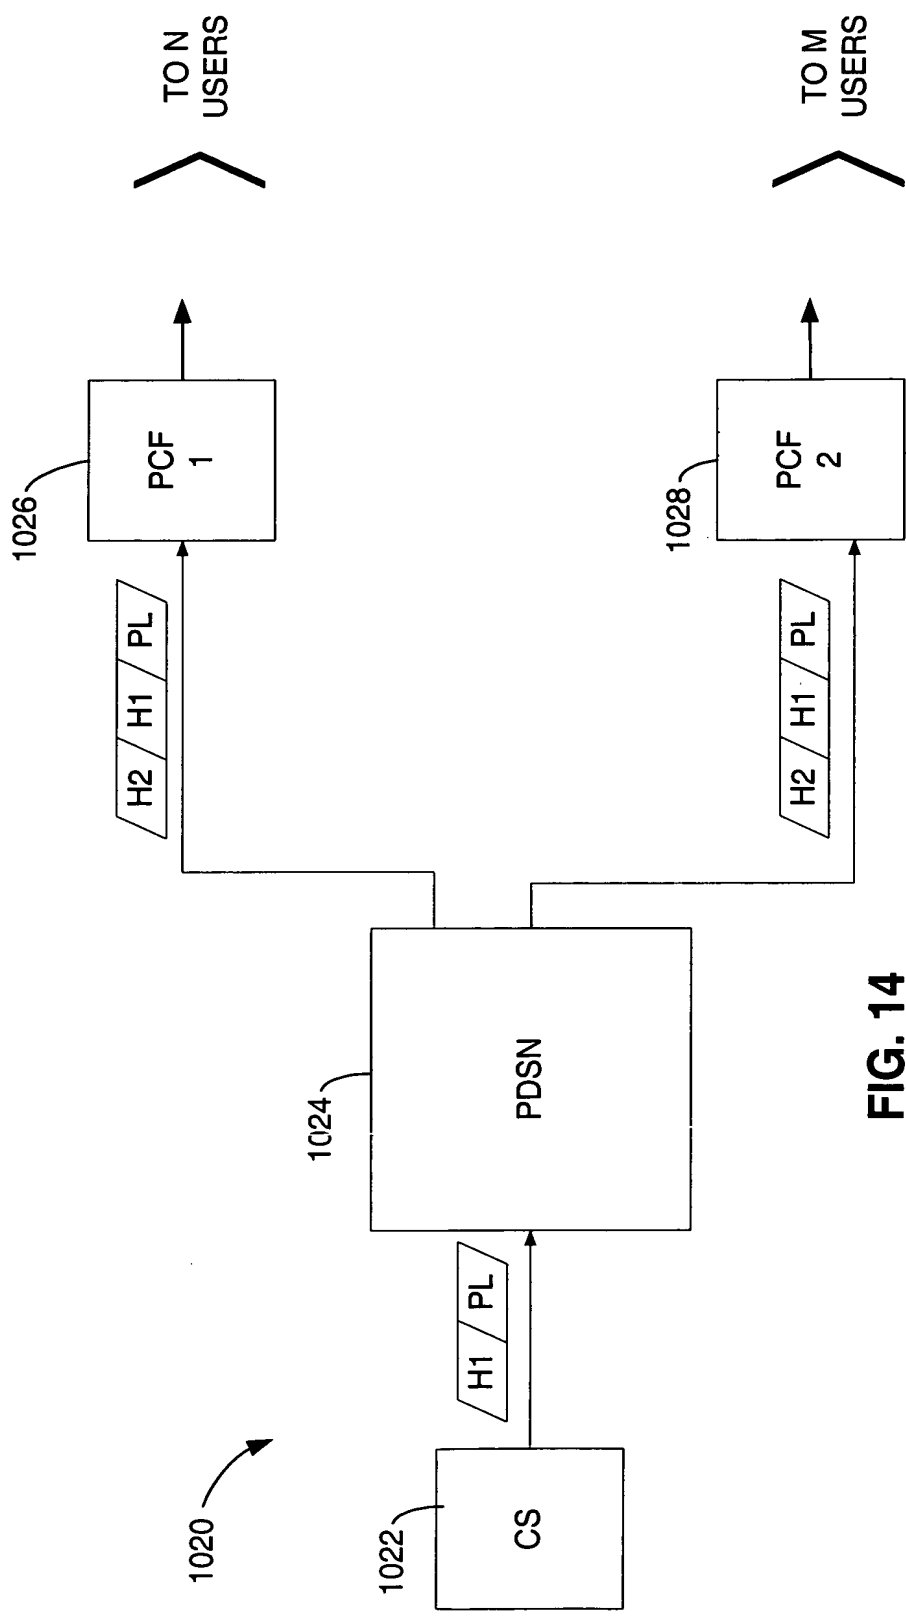 1020
1022
CS
H1
PL
1024
PDSN
H2
H1
PL
1026
PCF
1
TO N
USERS
H2
H1
PL
1028
PCF
2
TO M
USERS
FIG. 14